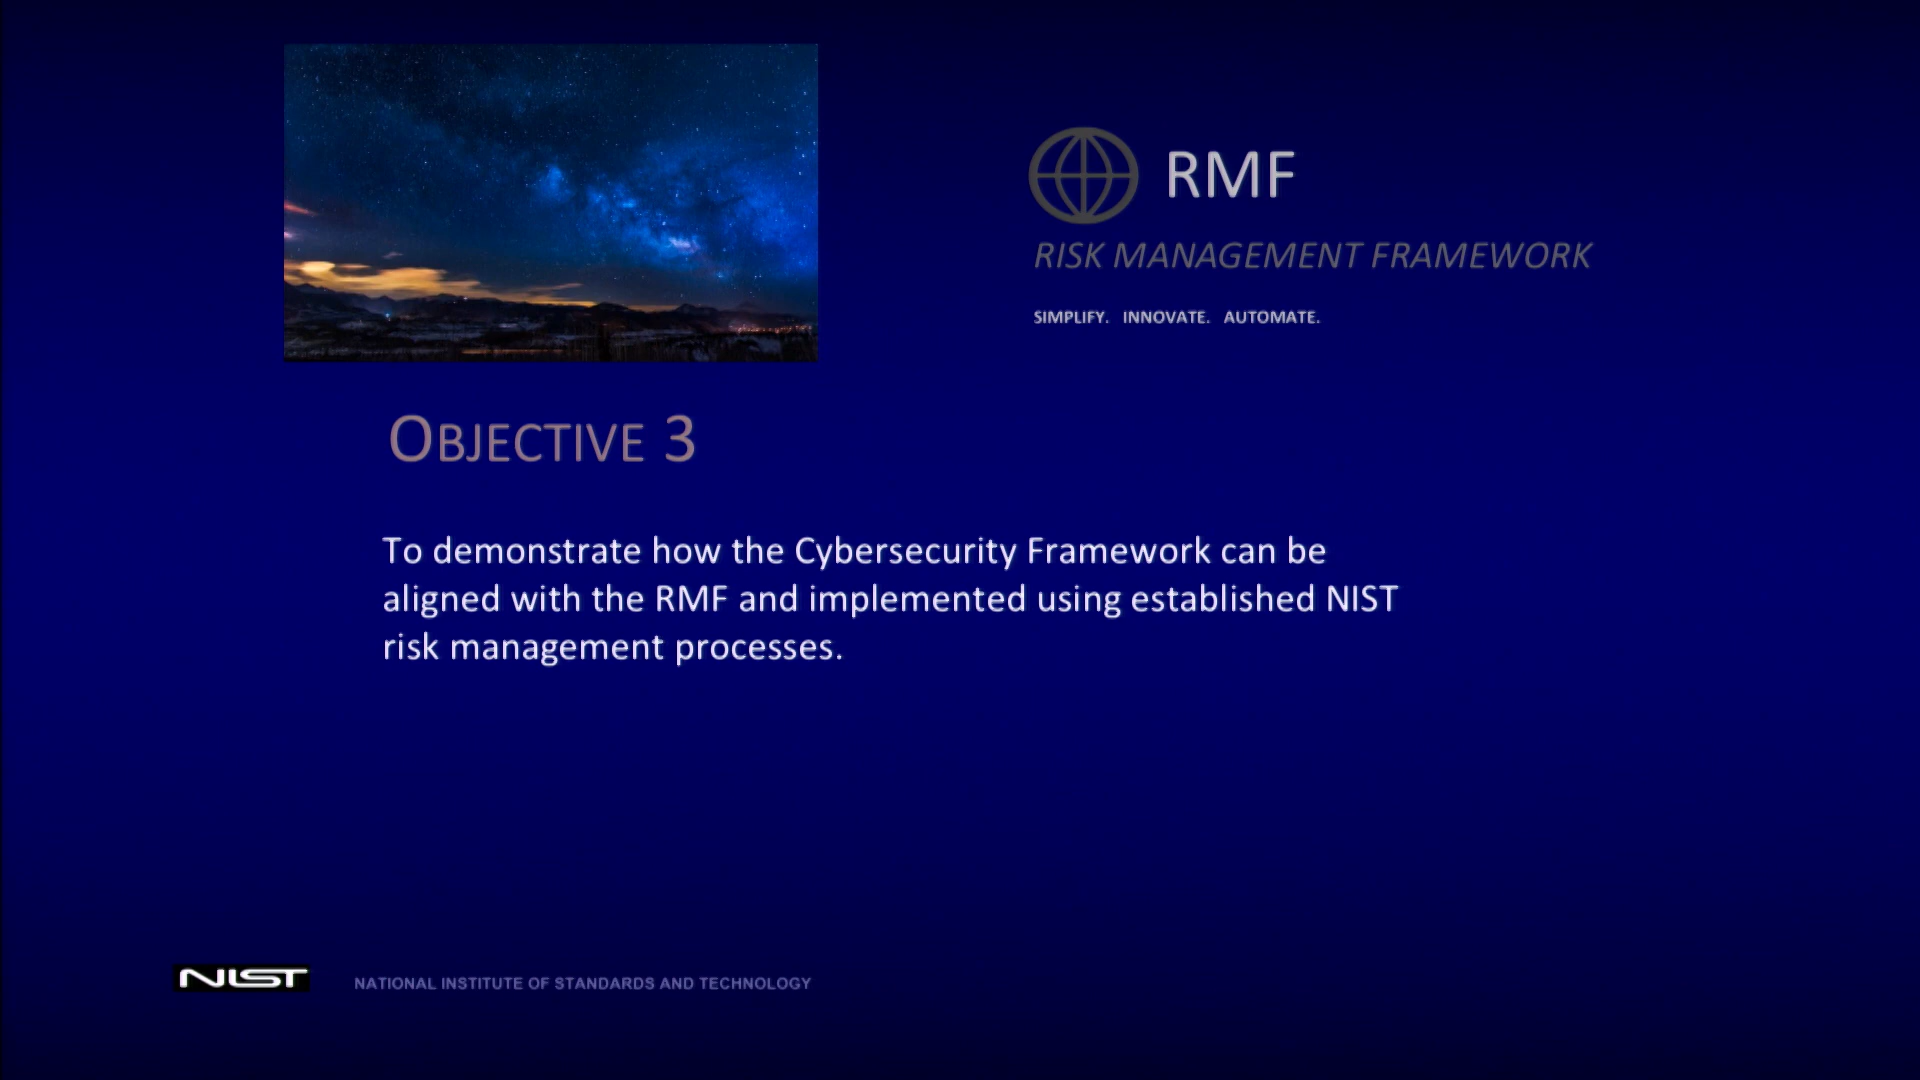 RMF
RISK MANAGEMENT FRAMEWORK
SIMPLIFY. INNOVATE. AUTOMATE.
OBJECTIVE 3
To demonstrate how the Cybersecurity Framework can be
aligned with the RMF and implemented using established NIST
risk management processes.
NIST
NATIONAL INSTITUTE OF STANDARDS AND TECHNOLOGY